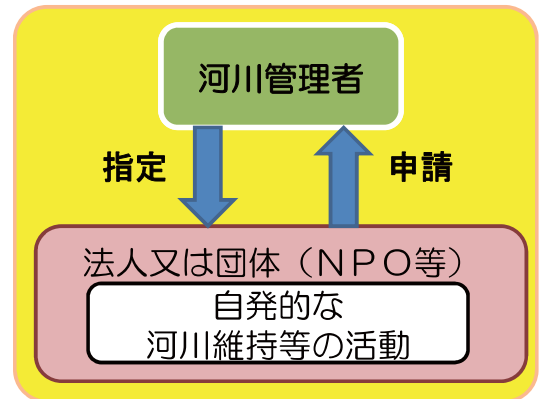 河川管理者
指定
申請
法人又は団体（ＮＰＯ等）
自発的な
河川維持等の活動